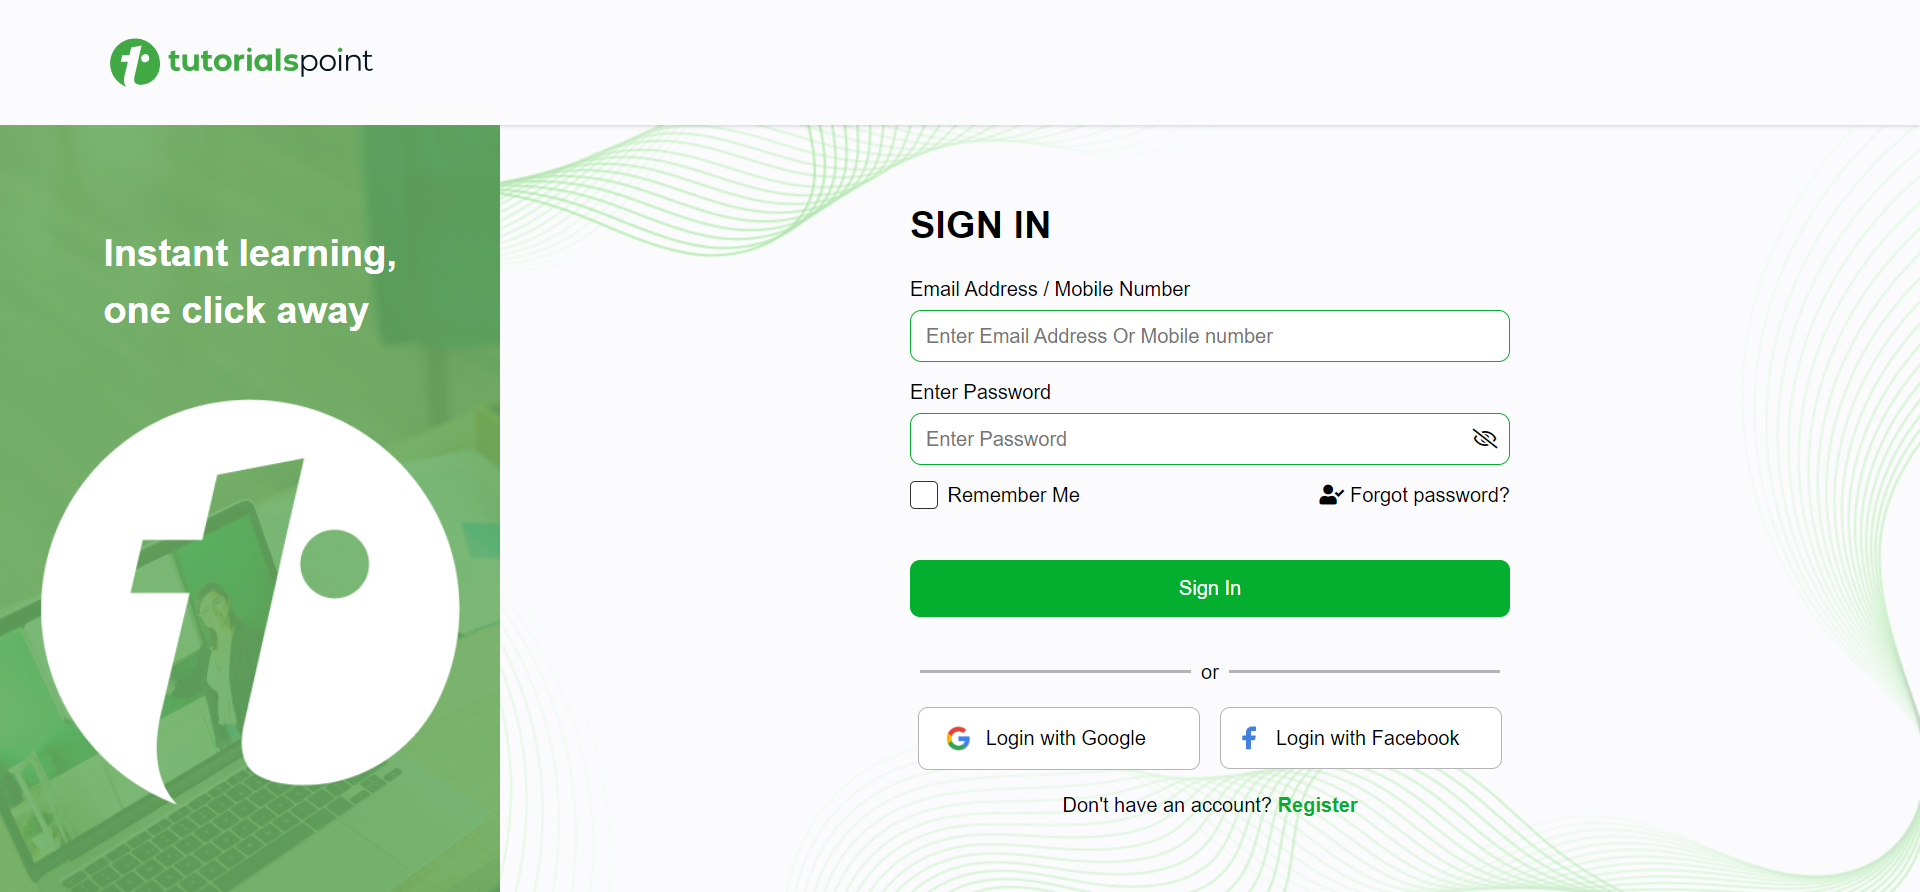 tutorialspoint
Instant learning,
one click away
SIGN IN
Email Address / Mobile Number
Enter Email Address Or Mobile number
Enter Password
Enter Password
Remember Me
Forgot password?
Sign In
or
Login with Google
Login with Facebook
Don't have an account? Register